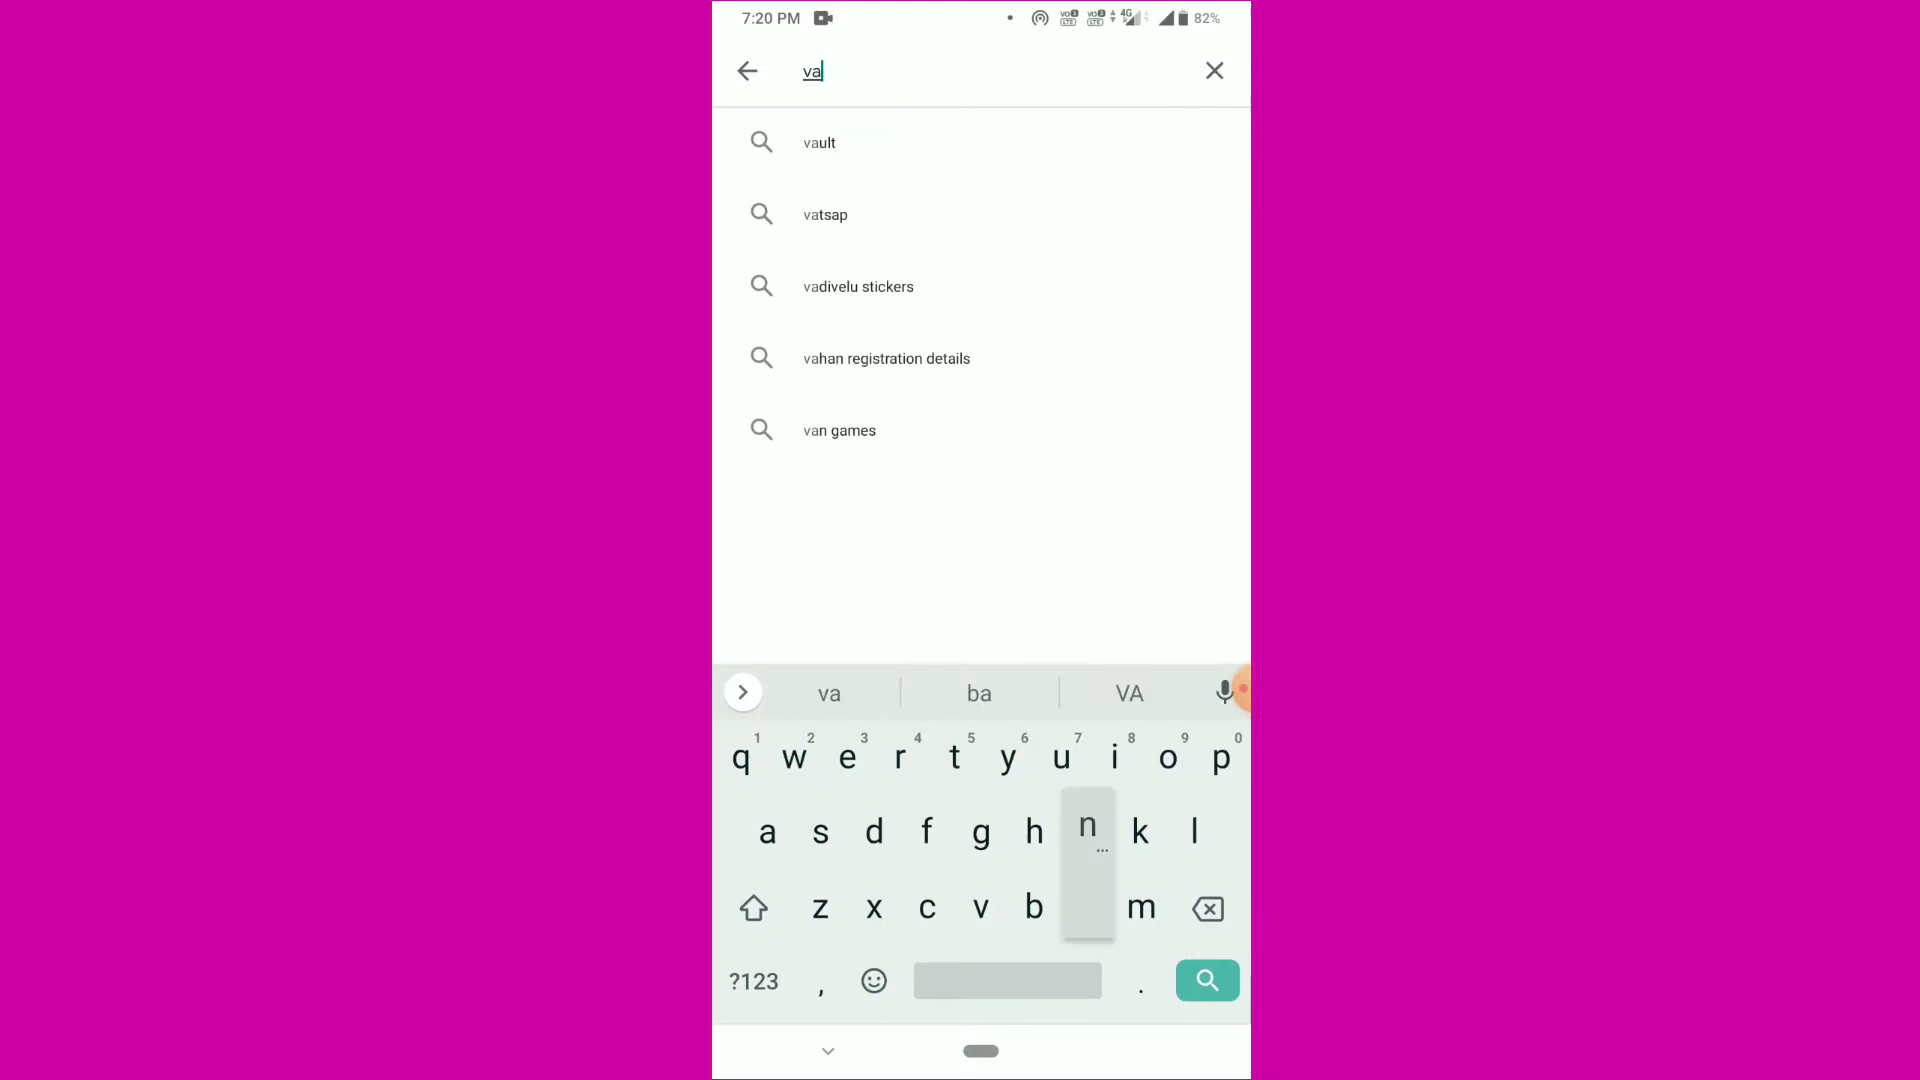 7:20 PM 4G 82%
va
vault
vatsap
vadivelu stickers
vahan registration details
van games
va ba VA
1 2 3 4 5 6 7 8 9 0
q w e r t y u i o p
a s d f g h n k l
z x c v b m
?123 , .